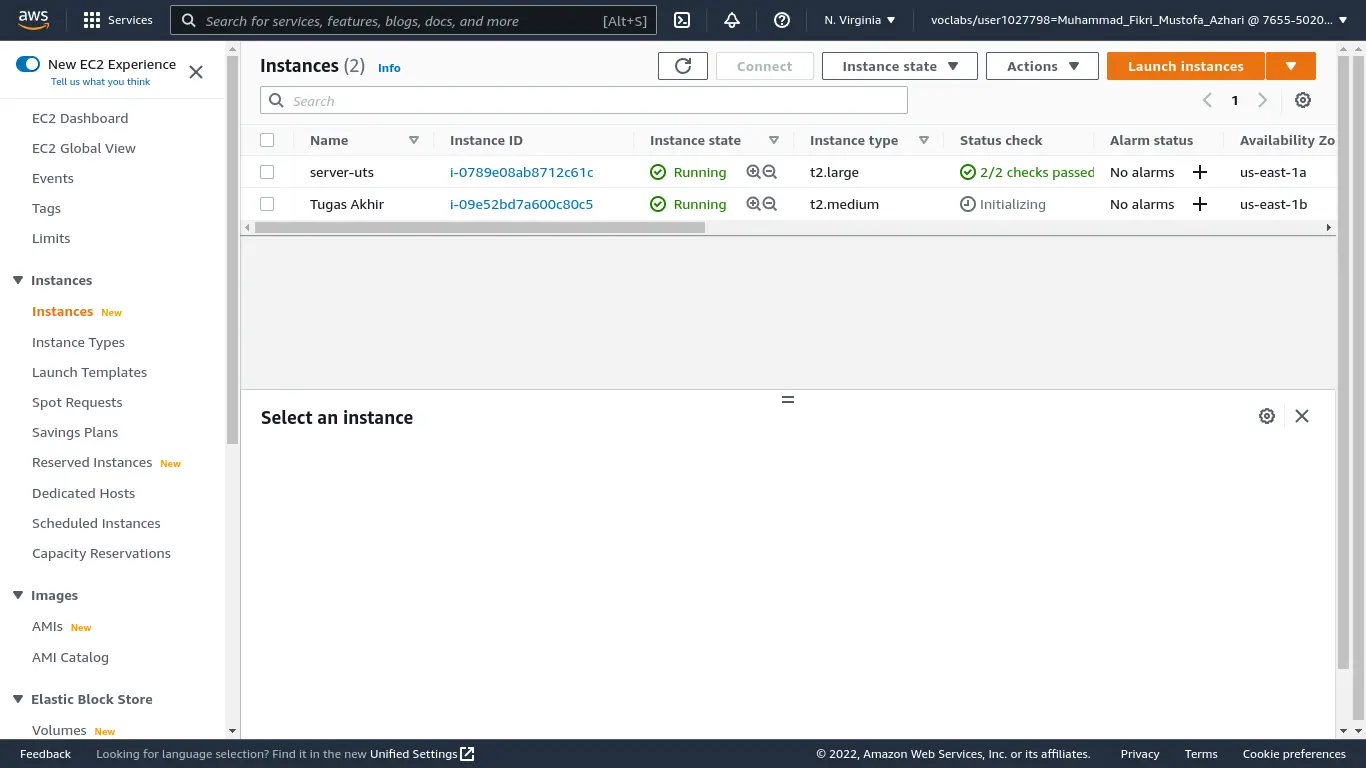 aws
Services
Search for services, features, blogs, docs, and more [Alt+S]
N. Virginia
voclabs/user1027798=Muhammad_Fikri_Mustofa_Azhari @ 7655-5020...
New EC2 Experience
Tell us what you think
EC2 Dashboard
EC2 Global View
Events
Tags
Limits
Instances
Instances New
Instance Types
Launch Templates
Spot Requests
Savings Plans
Reserved Instances New
Dedicated Hosts
Scheduled Instances
Capacity Reservations
Images
AMIs New
AMI Catalog
Elastic Block Store
Volumes New
Instances (2) Info
Connect
Instance state
Actions
Launch instances
Search
1
Name Instance ID Instance state Instance type Status check Alarm status Availability Zo
server-uts i-0789e08ab8712c61c Running t2.large 2/2 checks passed No alarms us-east-1a
Tugas Akhir i-09e52bd7a600c80c5 Running t2.medium Initializing No alarms us-east-1b
Select an instance
Feedback
Looking for language selection? Find it in the new Unified Settings
© 2022, Amazon Web Services, Inc. or its affiliates.
Privacy
Terms
Cookie preferences